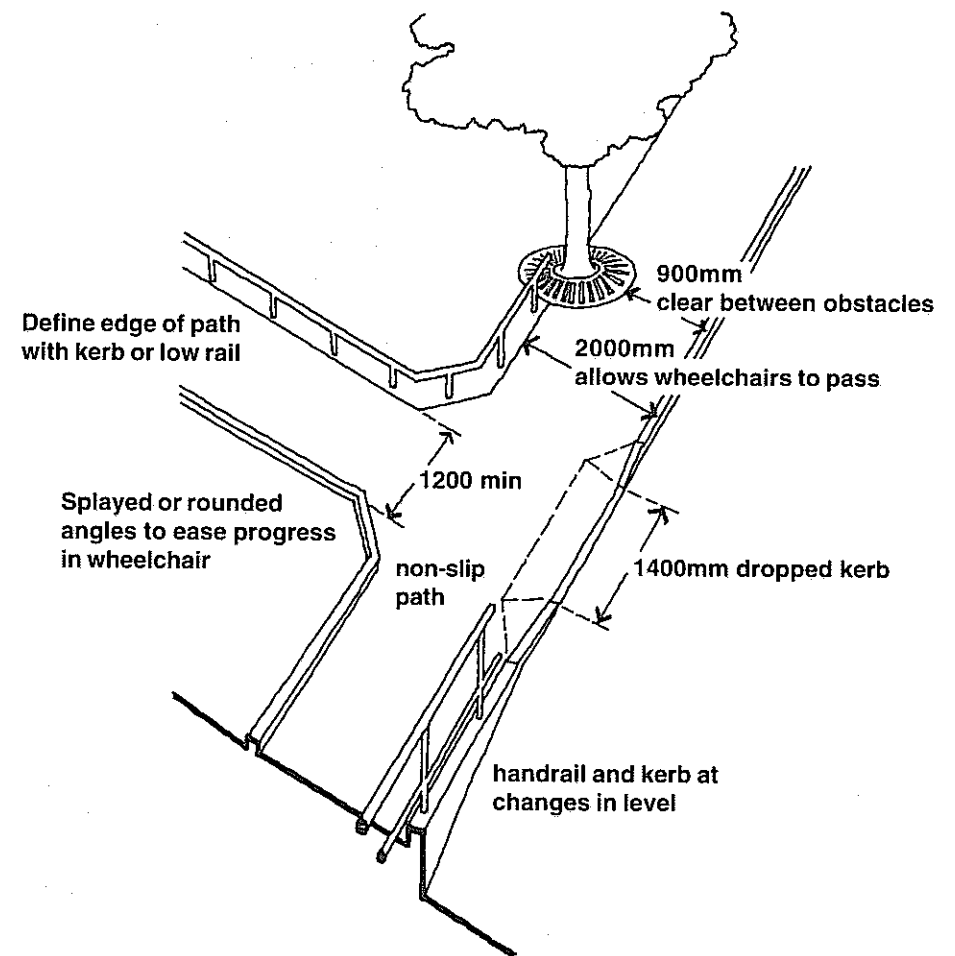 900mm
clear between obstacles
Define edge of path
with kerb or low rail
2000mm
allows wheelchairs to pass
1200 min
Splayed or rounded
angles to ease progress
in wheelchair
non-slip
path
1400mm dropped kerb
handrail and kerb at
changes in level